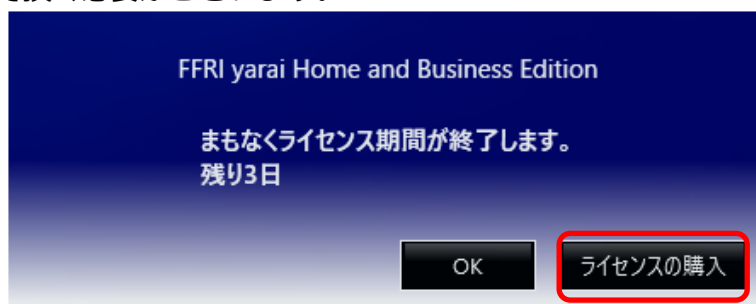 FFRI yarai Home and Business Edition
まもなくライセンス期間が終了します。
残り3日
OK
ライセンスの購入